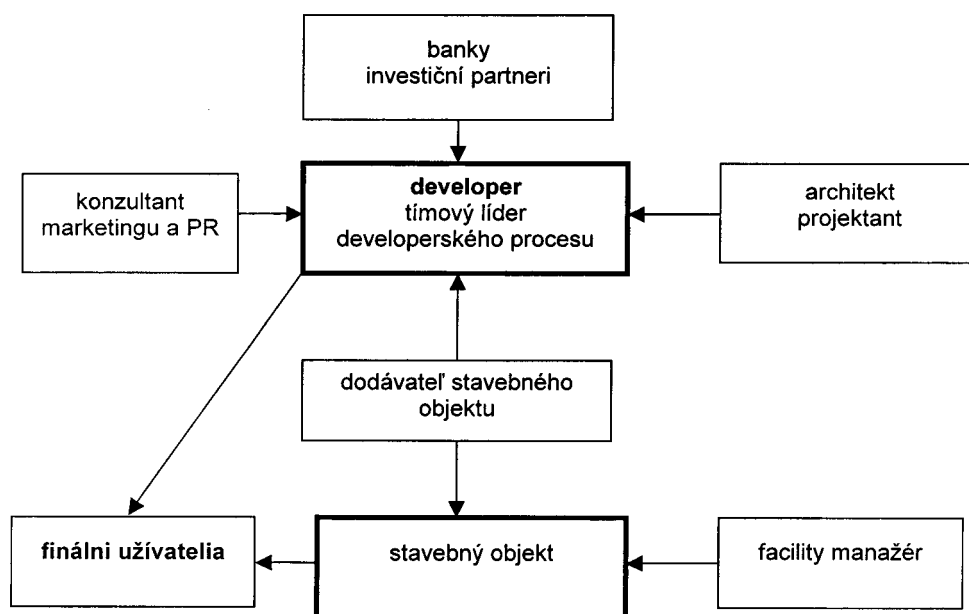 banky
investiční partneri
konzultant
marketingu a PR
developer
tímový líder
developerského procesu
architekt
projektant
dodávateľ stavebného
objektu
finálni užívatelia
stavebný objekt
facility manažér